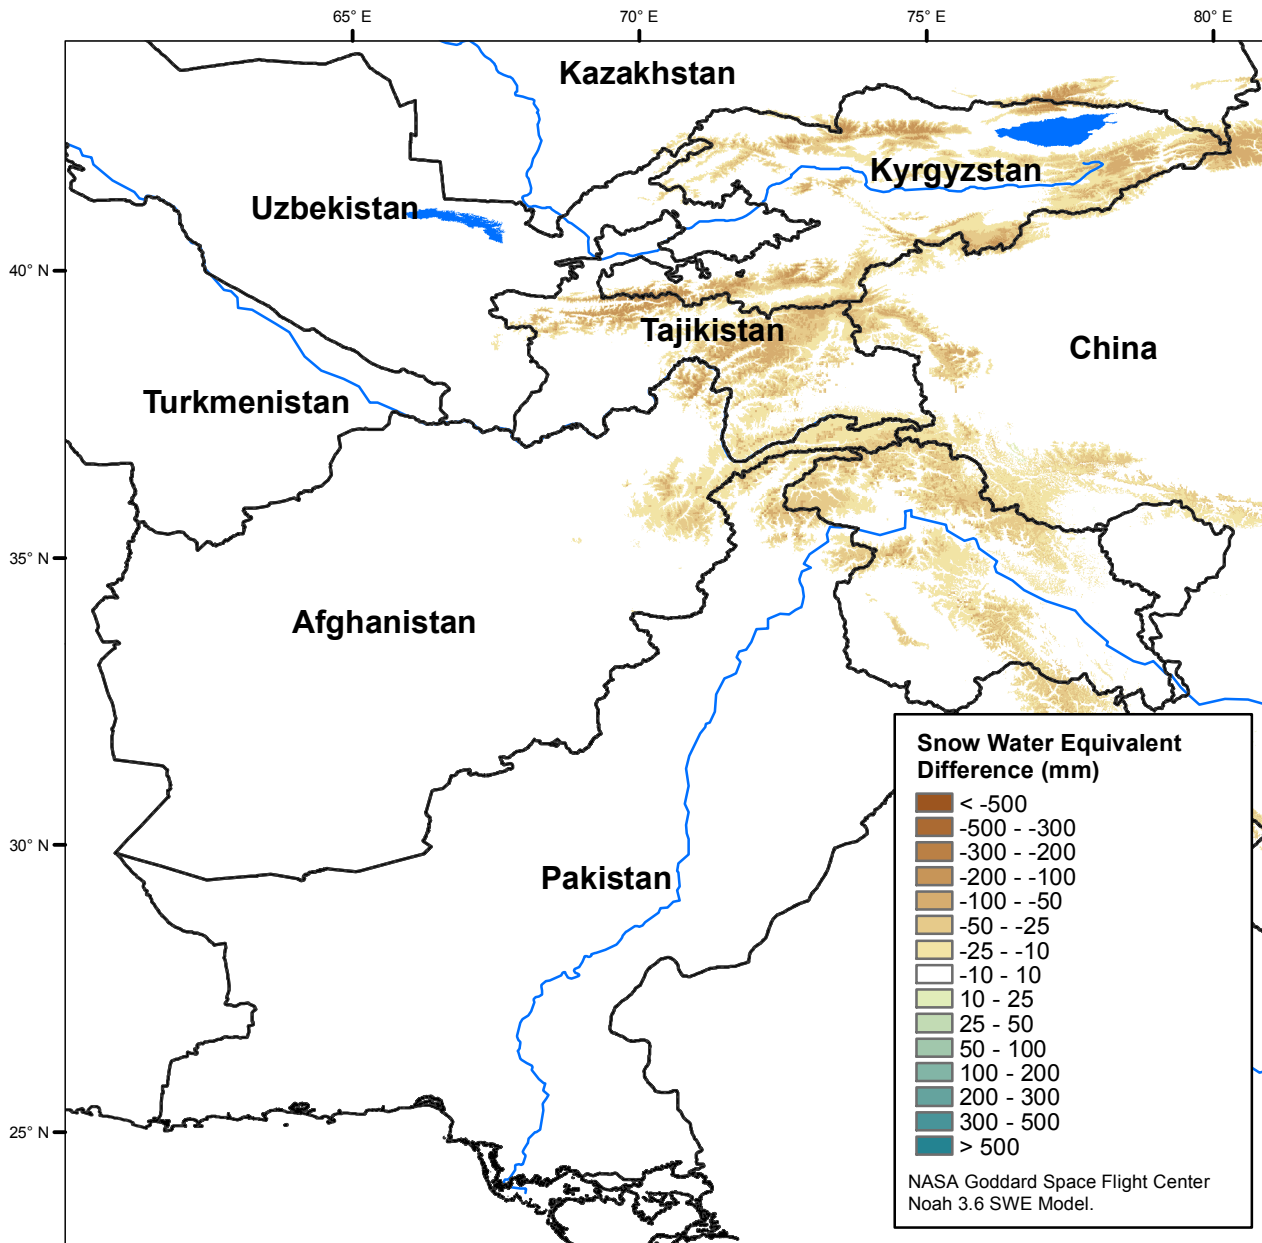 65° E
70° E
75° E
80° E
Kazakhstan
Kyrgyzstan
Uzbekistan
40° N
Tajikistan
China
Turkmenistan
35° N
Afghanistan
Snow Water Equivalent
Difference (mm)
< -500
-500 - -300
-300 - -200
-200 - -100
-100 - -50
-50 - -25
-25 - -10
-10 - 10
10 - 25
25 - 50
50 - 100
100 - 200
200 - 300
300 - 500
> 500
NASA Goddard Space Flight Center
Noah 3.6 SWE Model.
30° N
Pakistan
25° N